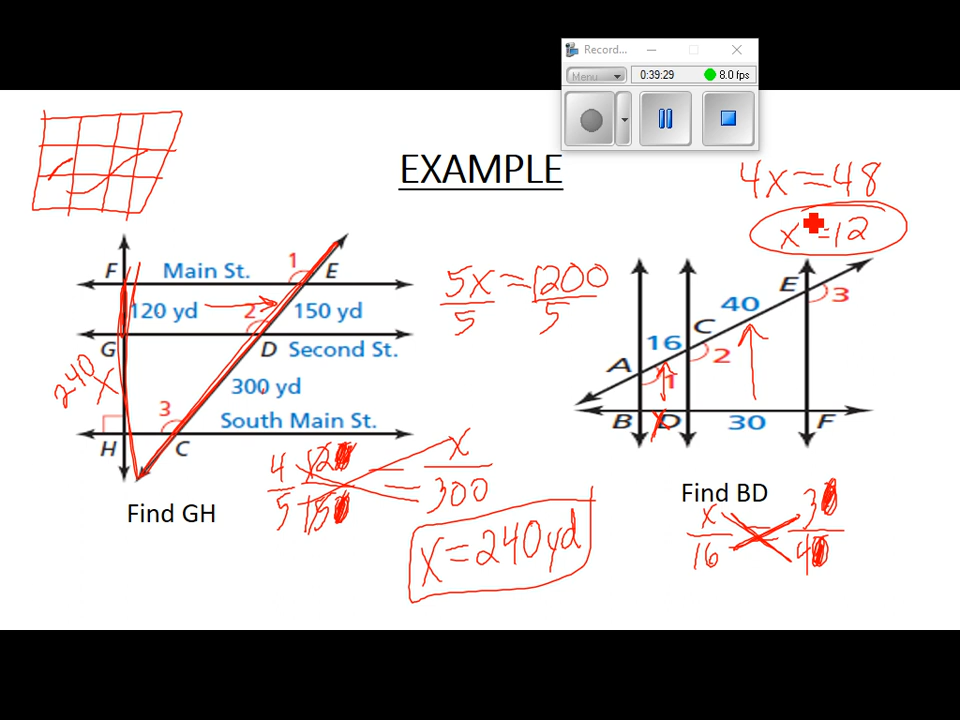 Record...
Menu
0:39:29
8.0 fps
EXAMPLE
4x=48
x=12
F
Main St.
1
E
120 yd
2
150 yd
G
D
Second St.
240
X
300 yd
3
South Main St.
H
C
Find GH
5x=1200
5 5
4 120 = x
5 150 = 300
x=240yd
E
3
40
C
16
2
A
1
B
x
D
30
F
Find BD
x = 30
16 40